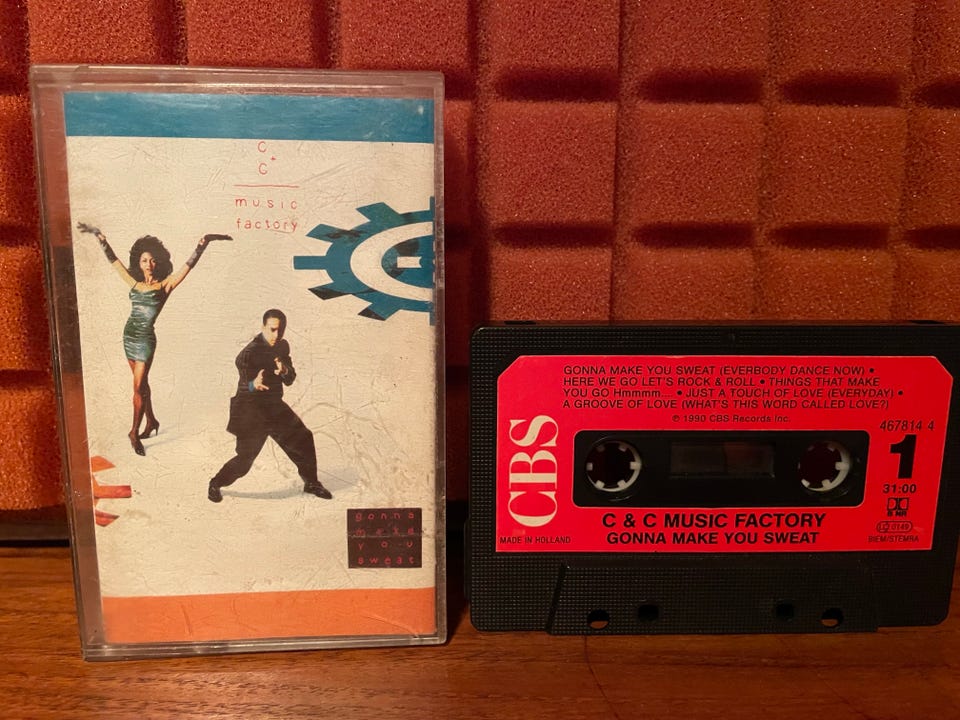 C
+
C
music
factory
gonna
make
you
sweat
GONNA MAKE YOU SWEAT (EVERBODY DANCE NOW) •
HERE WE GO LET'S ROCK & ROLL • THINGS THAT MAKE
YOU GO Hmmmm.... • JUST A TOUCH OF LOVE (EVERYDAY) •
A GROOVE OF LOVE (WHAT'S THIS WORD CALLED LOVE?)
℗ 1990 CBS Records Inc.
467814 4
1
31:00
B NR
LC 0149
BIEM/STEMRA
CBS
MADE IN HOLLAND
C & C MUSIC FACTORY
GONNA MAKE YOU SWEAT